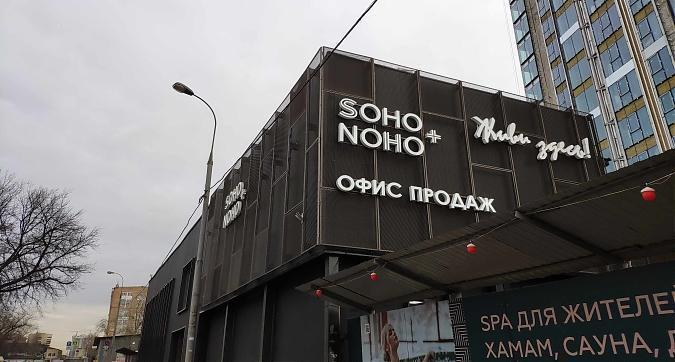 SOHO
NOHO+
Живи здесь!
ОФИС ПРОДАЖ
SOHO
NOHO
SPA ДЛЯ ЖИТЕЛЕ
ХАМАМ, САУНА,